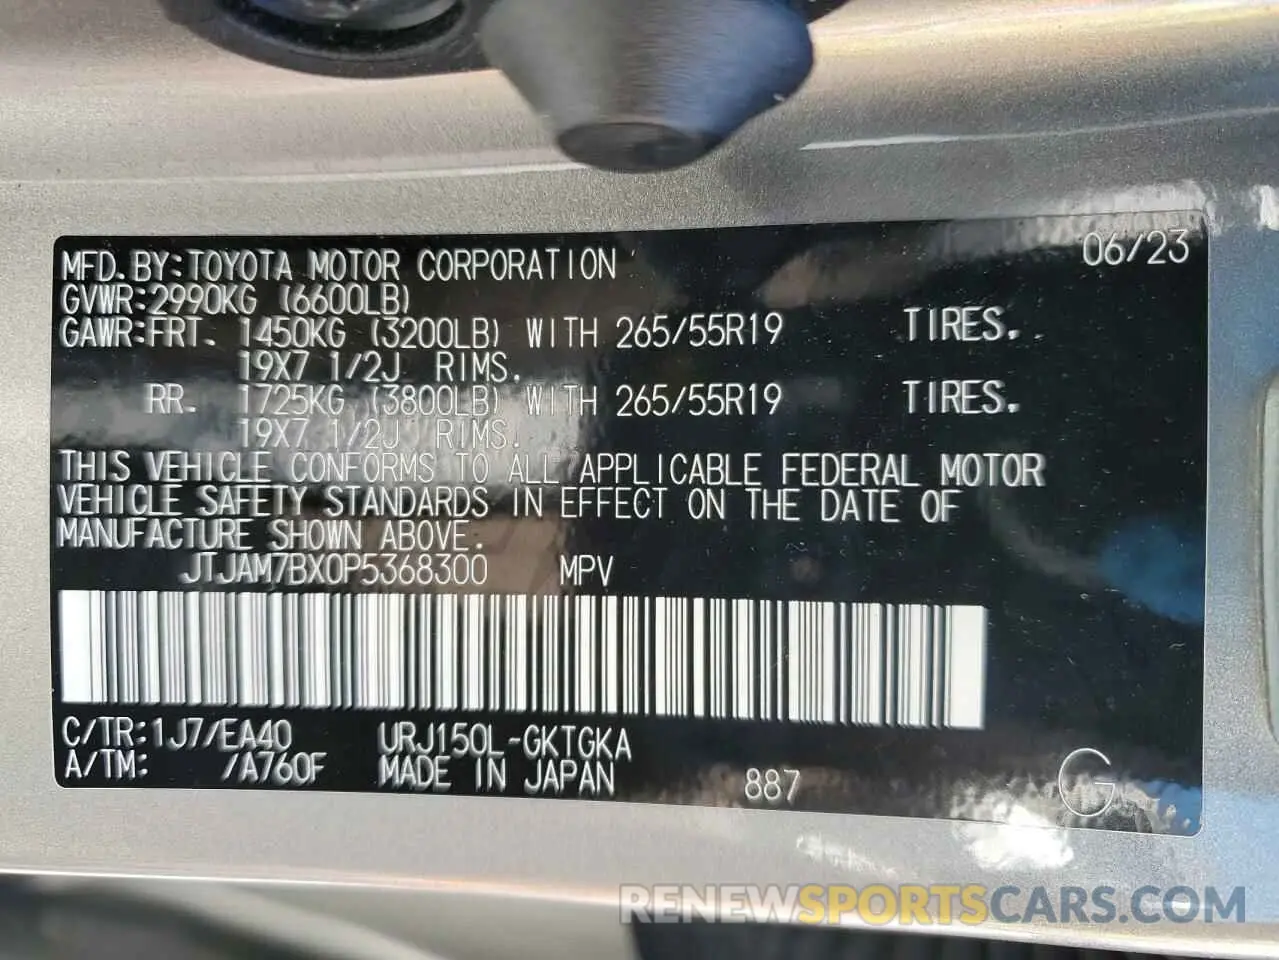 06/23
MFD.BY:TOYOTA MOTOR CORPORATION
GVWR:2990KG (6600LB)
GAWR:FRT. 1450KG (3200LB) WITH 265/55R19 TIRES.
19X7 1/2J RIMS.
RR. 1725KG (3800LB) WITH 265/55R19 TIRES.
19X7 1/2J RIMS.
THIS VEHICLE CONFORMS TO ALL APPLICABLE FEDERAL MOTOR
VEHICLE SAFETY STANDARDS IN EFFECT ON THE DATE OF
MANUFACTURE SHOWN ABOVE.
JTJAM7BX0P5368300 MPV
C/TR:1J7/EA40 URJ150L-GKTGKA
A/TM: /A760F MADE IN JAPAN 887 G
RENEWSPORTSCARS.COM